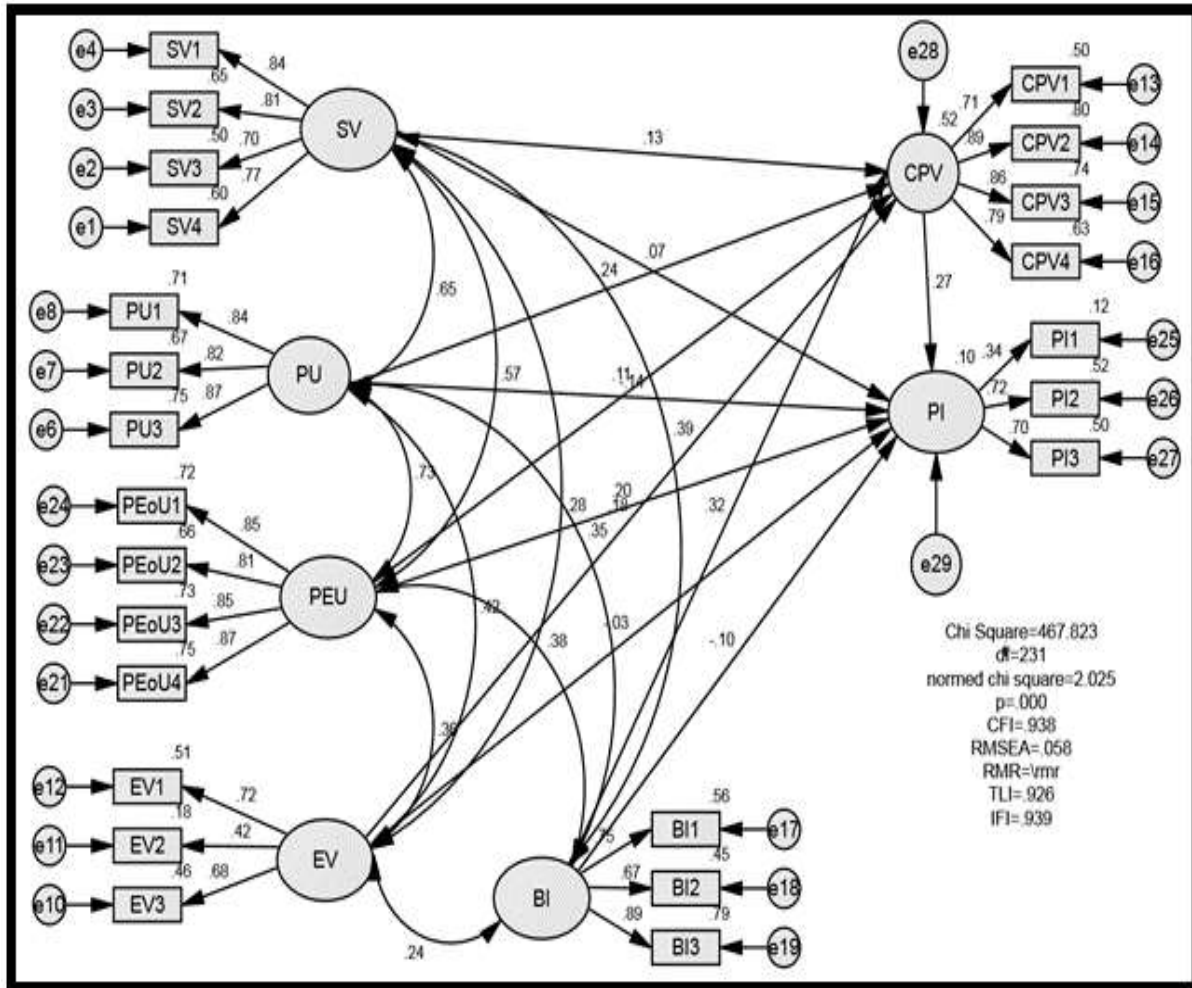 e4
SV1
.84
.65
e3
SV2
.81
.50
.70
e2
SV3
.77
.60
e1
SV4
SV
.13
e28
.52
CPV
.50
.71
CPV1
e13
.80
.89
CPV2
e14
.74
.86
CPV3
e15
.79
.63
CPV4
e16
.24
.07
.65
.27
.71
e8
PU1
.84
.67
e7
PU2
.82
.75
.87
e6
PU3
PU
.57
.11
.14
.12
.10
.34
PI1
e25
.52
.72
PI2
e26
.70
.50
PI3
e27
PI
.39
.73
.20
.18
.28
.35
.32
e29
.72
e24
PEoU1
.85
.66
e23
PEoU2
.81
.73
e22
PEoU3
.85
.75
.87
e21
PEoU4
PEU
.42
.38
-.03
-.10
.36
Chi Square=467.823
df=231
normed chi square=2.025
p=.000
CFI=.938
RMSEA=.058
RMR=\rmr
TLI=.926
IFI=.939
.51
e12
EV1
.72
.18
e11
EV2
.42
.46
.68
e10
EV3
EV
.24
BI
.56
.75
BI1
e17
.45
.67
BI2
e18
.89
.79
BI3
e19